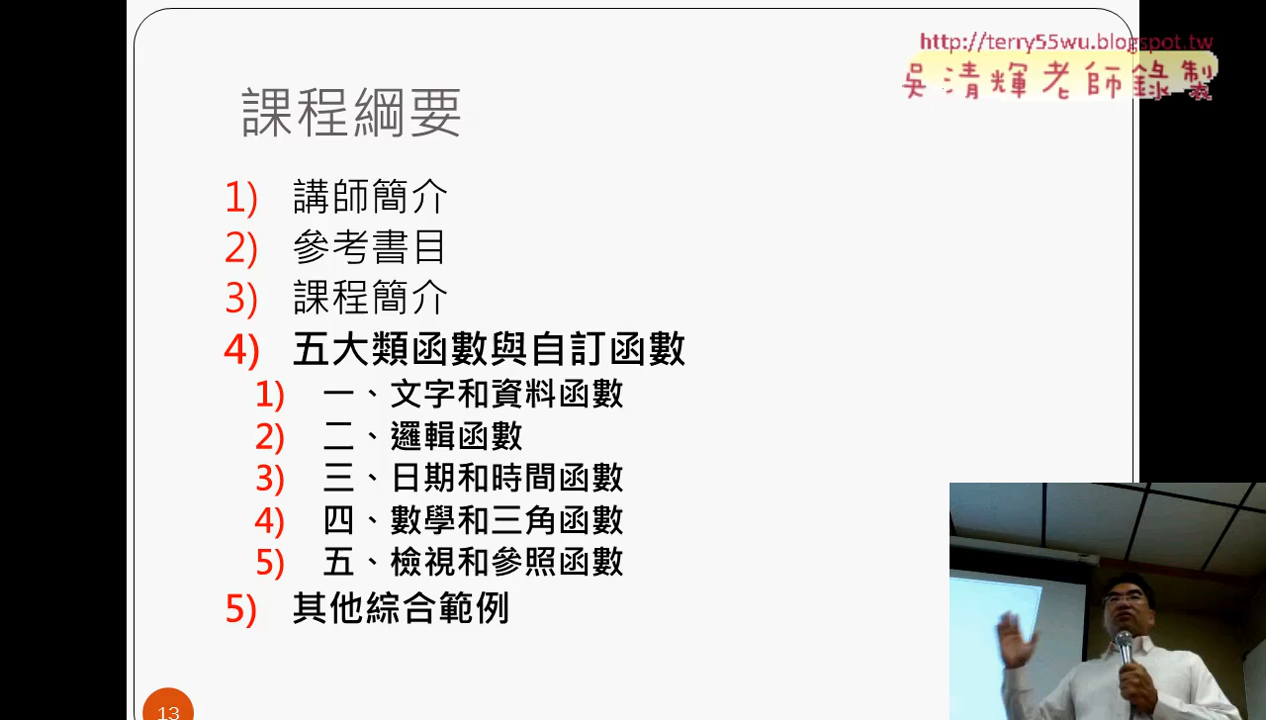 http://terry55wu.blogspot.tw
吳清輝老師錄製
課程綱要
1) 講師簡介
2) 參考書目
3) 課程簡介
4) 五大類函數與自訂函數
1) 一、文字和資料函數
2) 二、邏輯函數
3) 三、日期和時間函數
4) 四、數學和三角函數
5) 五、檢視和參照函數
5) 其他綜合範例
13